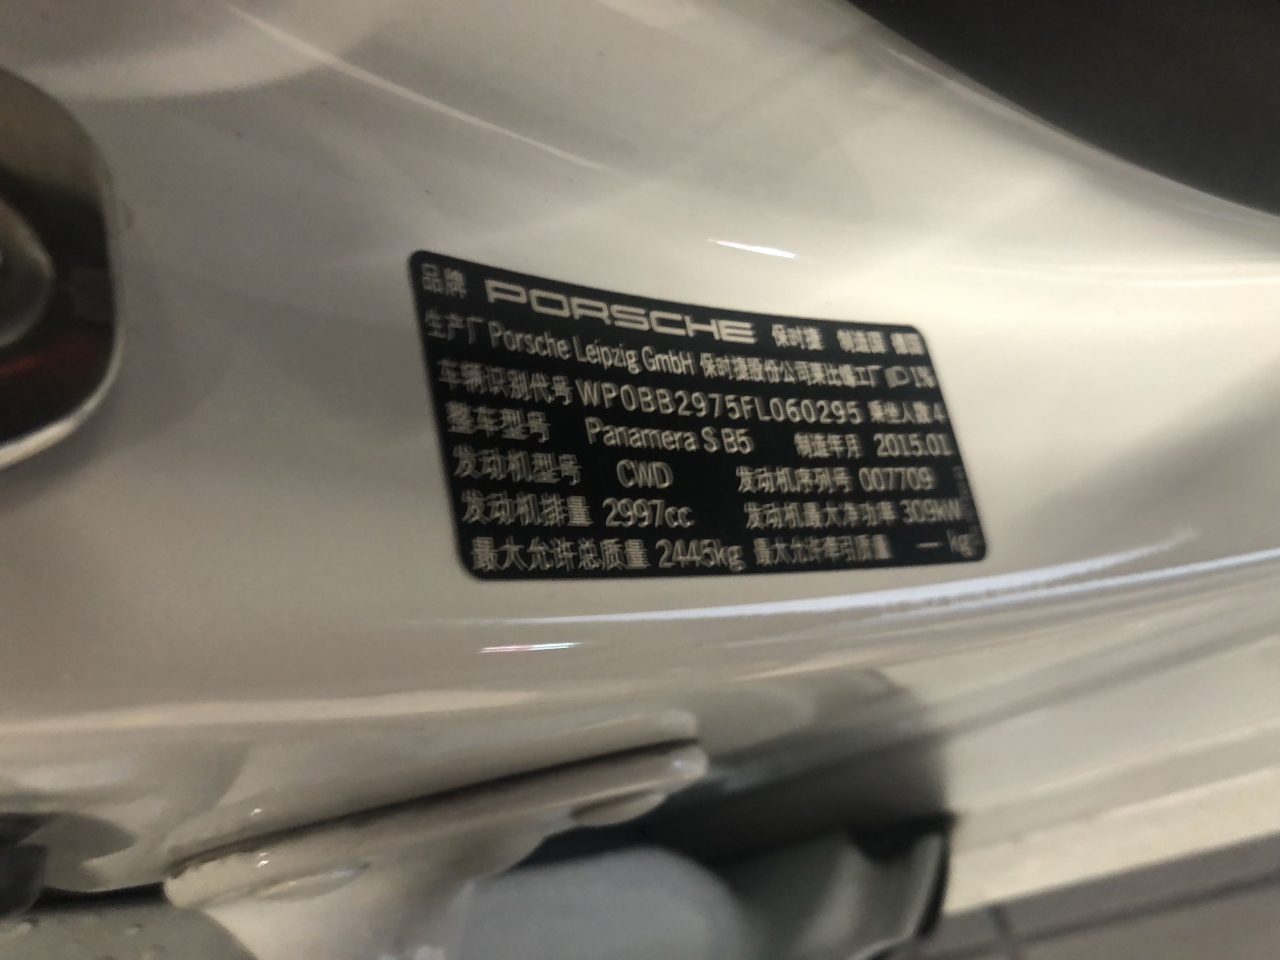 品牌 PORSCHE 保时捷 制造国 德国
生产厂 Porsche Leipzig GmbH 保时捷股份公司莱比锡工厂
车辆识别代号 WP0BB2975FL060295 乘坐人数 4
整车型号 Panamera S B5 制造年月 2015.01
发动机型号 CWD 发动机序列号 007709
发动机排量 2997cc 发动机最大净功率 309kW
最大允许总质量 2445kg 最大允许牵引质量 — kg